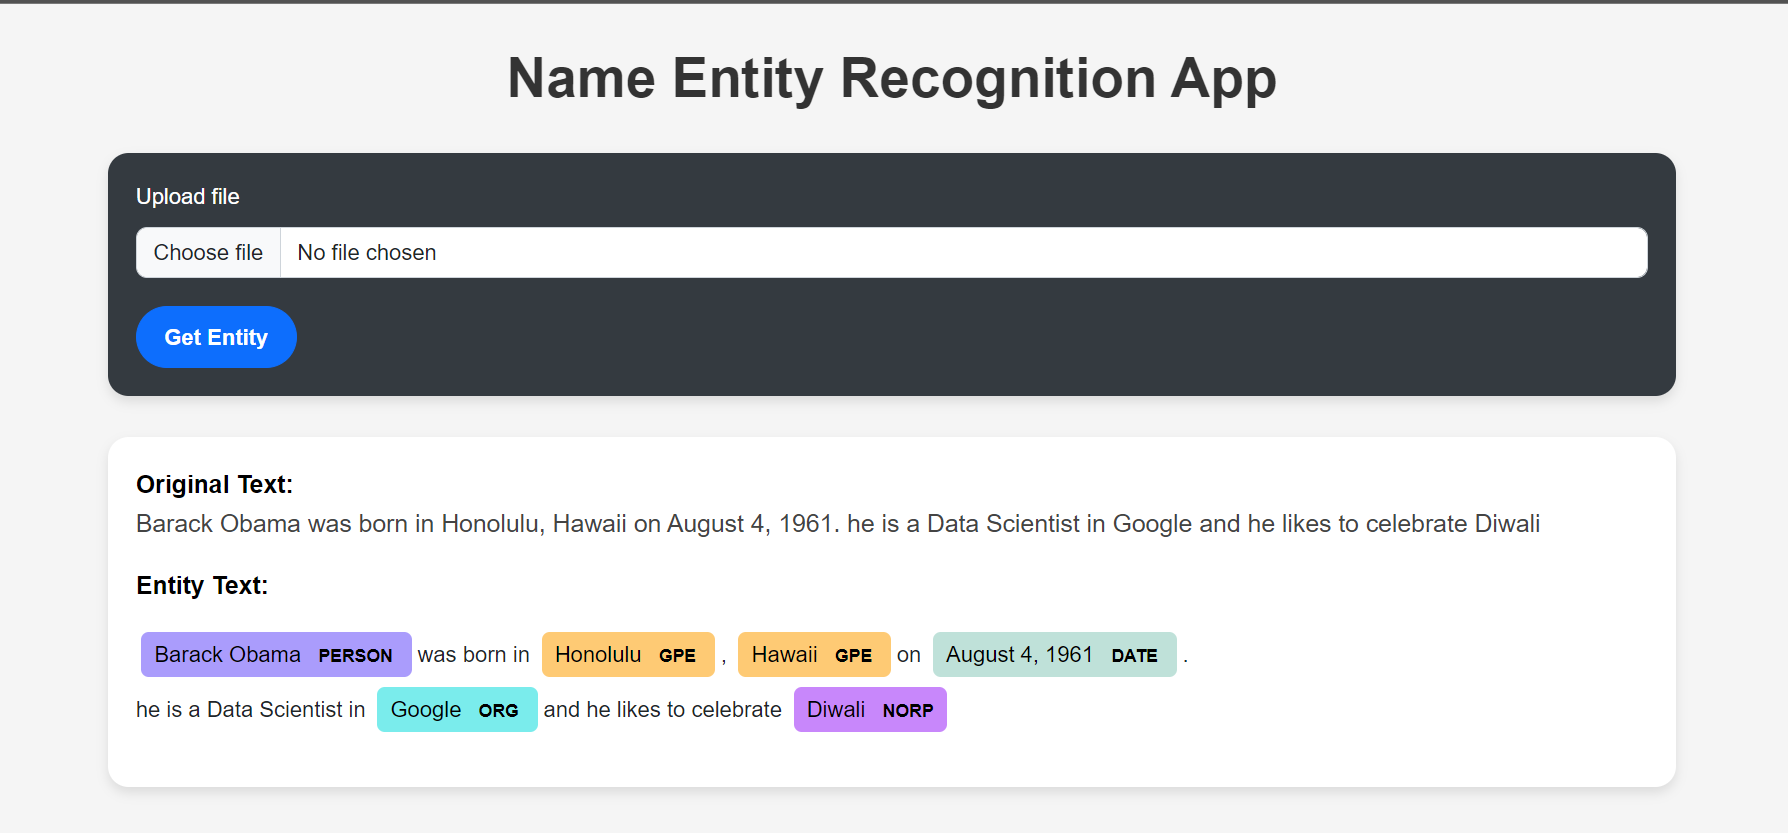 Name Entity Recognition App
Upload file
Choose file No file chosen
Get Entity
Original Text:
Barack Obama was born in Honolulu, Hawaii on August 4, 1961. he is a Data Scientist in Google and he likes to celebrate Diwali
Entity Text:
Barack Obama PERSON was born in Honolulu GPE , Hawaii GPE on August 4, 1961 DATE .
he is a Data Scientist in Google ORG and he likes to celebrate Diwali NORP